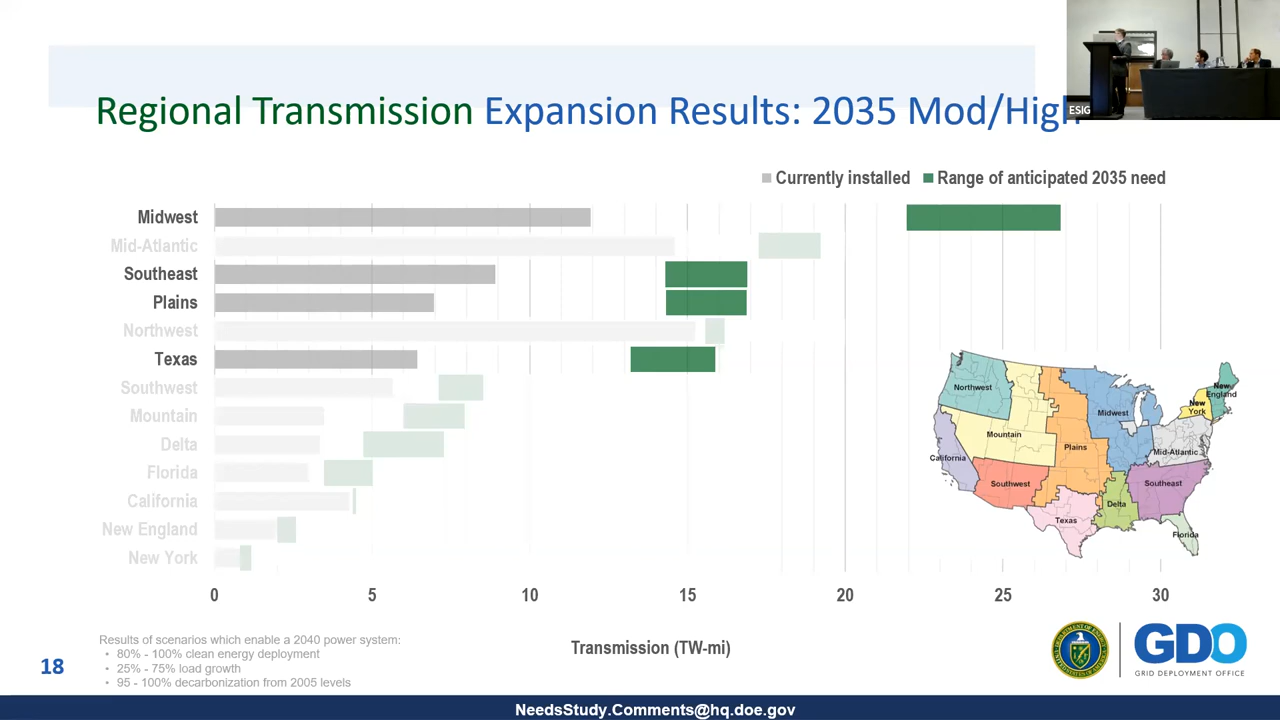 ESIG
Regional Transmission Expansion Results: 2035 Mod/High
Currently installed Range of anticipated 2035 need
Midwest
Mid-Atlantic
Southeast
Plains
Northwest
Texas
Southwest
Mountain
Delta
Florida
California
New England
New York
0 5 10 15 20 25 30
Transmission (TW-mi)
Northwest
Mountain
California
Southwest
Plains
Texas
Midwest
Delta
Southeast
Florida
Mid-Atlantic
New
York
New
England
Results of scenarios which enable a 2040 power system:
• 80% - 100% clean energy deployment
• 25% - 75% load growth
• 95 - 100% decarbonization from 2005 levels
18
GDO
GRID DEPLOYMENT OFFICE
NeedsStudy.Comments@hq.doe.gov